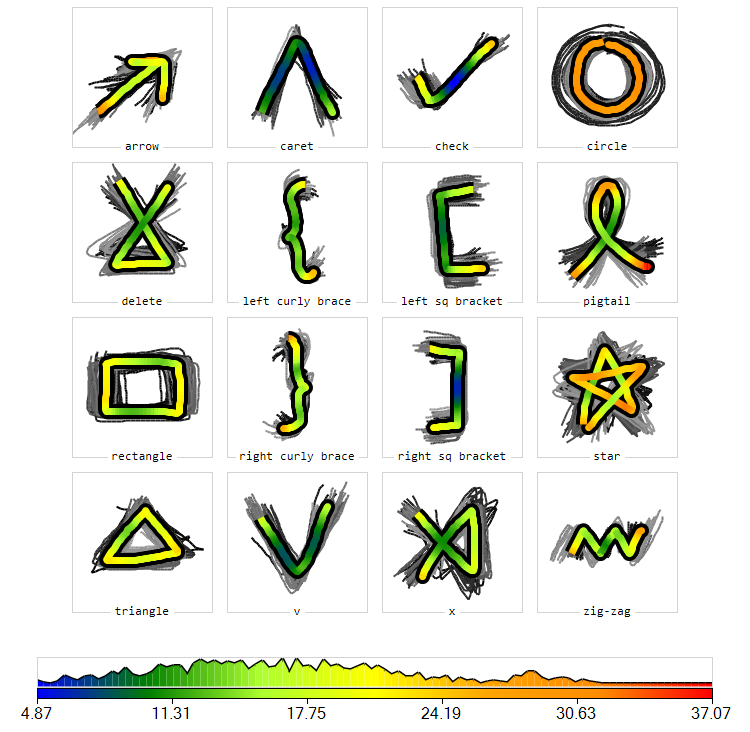 arrow caret check circle
delete left curly brace left sq bracket pigtail
rectangle right curly brace right sq bracket star
triangle v x zig-zag
4.87 11.31 17.75 24.19 30.63 37.07